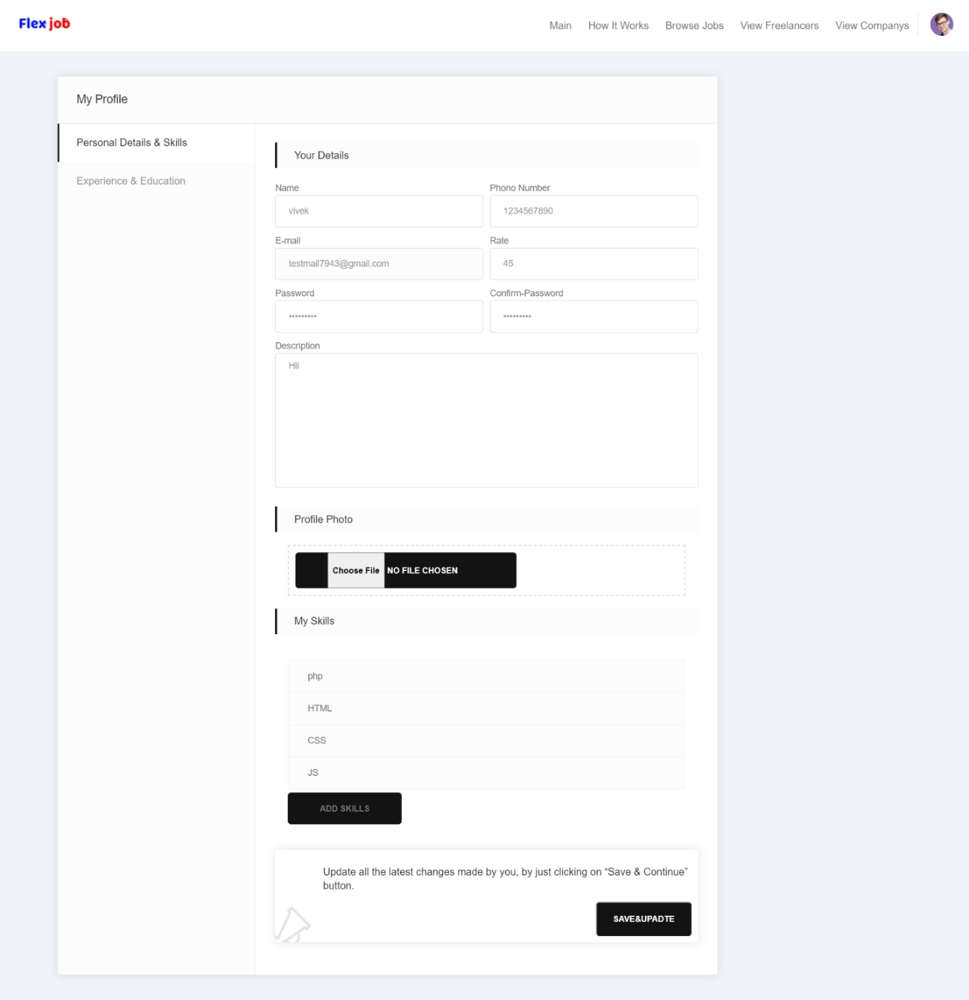 Flexjob
Main How It Works Browse Jobs View Freelancers View Companys
My Profile
Personal Details & Skills
Experience & Education
Your Details
Name Phono Number
vivek 1234567890
E-mail Rate
testmail7943@gmail.com 45
Password Confirm-Password
••••••••• •••••••••
Description
Hii
Profile Photo
Choose File NO FILE CHOSEN
My Skills
php
HTML
CSS
JS
ADD SKILLS
Update all the latest changes made by you, by just clicking on “Save & Continue”
button.
SAVE&UPADTE